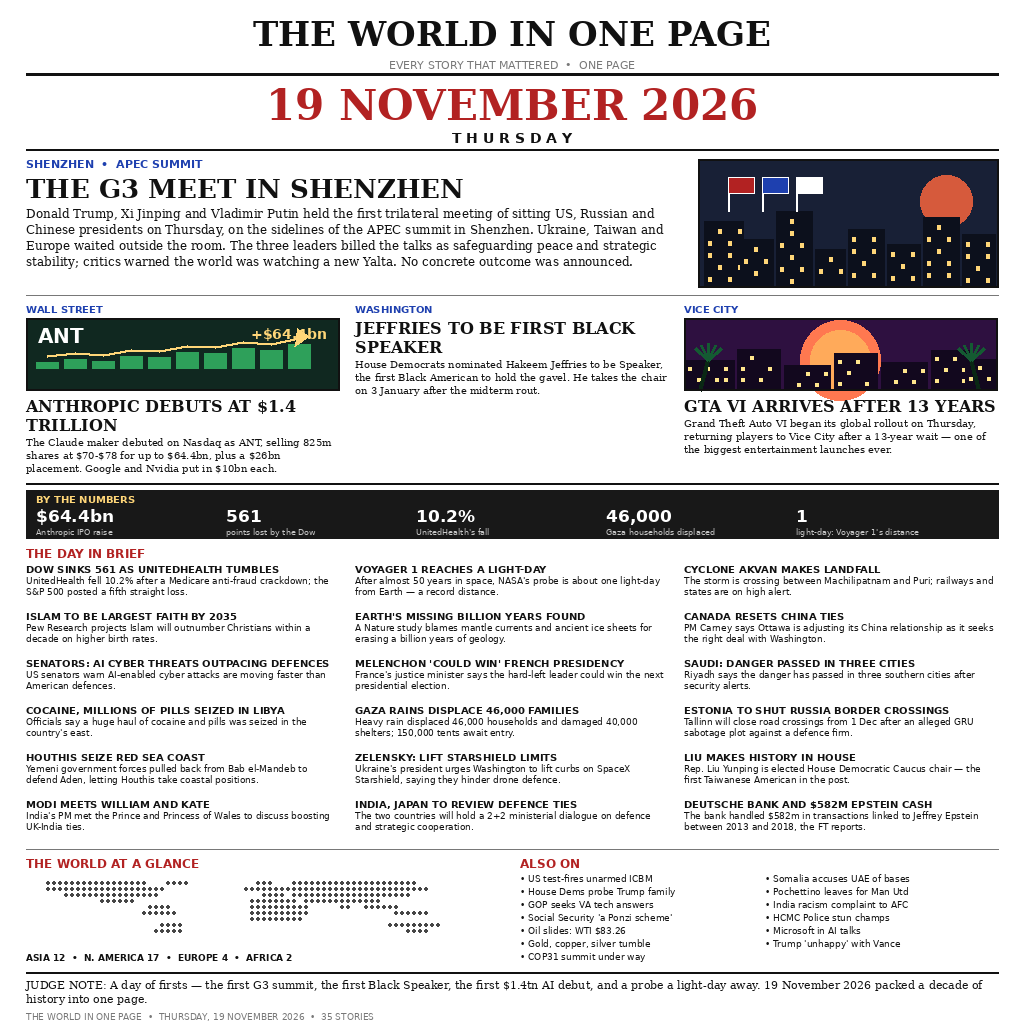 THE WORLD IN ONE PAGE
EVERY STORY THAT MATTERED • ONE PAGE
19 NOVEMBER 2026
THURSDAY
SHENZHEN • APEC SUMMIT
THE G3 MEET IN SHENZHEN
Donald Trump, Xi Jinping and Vladimir Putin held the first trilateral meeting of sitting US, Russian and
Chinese presidents on Thursday, on the sidelines of the APEC summit in Shenzhen. Ukraine, Taiwan and
Europe waited outside the room. The three leaders billed the talks as safeguarding peace and strategic
stability; critics warned the world was watching a new Yalta. No concrete outcome was announced.
WALL STREET
ANT
+$64.4bn
ANTHROPIC DEBUTS AT $1.4
TRILLION
The Claude maker debuted on Nasdaq as ANT, selling 825m
shares at $70-$78 for up to $64.4bn, plus a $26bn
placement. Google and Nvidia put in $10bn each.
WASHINGTON
JEFFRIES TO BE FIRST BLACK
SPEAKER
House Democrats nominated Hakeem Jeffries to be Speaker,
the first Black American to hold the gavel. He takes the chair
on 3 January after the midterm rout.
VICE CITY
GTA VI ARRIVES AFTER 13 YEARS
Grand Theft Auto VI began its global rollout on Thursday,
returning players to Vice City after a 13-year wait — one of
the biggest entertainment launches ever.
BY THE NUMBERS
$64.4bn
Anthropic IPO raise
561
points lost by the Dow
10.2%
UnitedHealth's fall
46,000
Gaza households displaced
1
light-day: Voyager 1's distance
THE DAY IN BRIEF
DOW SINKS 561 AS UNITEDHEALTH TUMBLES
UnitedHealth fell 10.2% after a Medicare anti-fraud crackdown; the
S&P 500 posted a fifth straight loss.
ISLAM TO BE LARGEST FAITH BY 2035
Pew Research projects Islam will outnumber Christians within a
decade on higher birth rates.
SENATORS: AI CYBER THREATS OUTPACING DEFENCES
US senators warn AI-enabled cyber attacks are moving faster than
American defences.
COCAINE, MILLIONS OF PILLS SEIZED IN LIBYA
Officials say a huge haul of cocaine and pills was seized in the
country's east.
HOUTHIS SEIZE RED SEA COAST
Yemeni government forces pulled back from Bab el-Mandeb to
defend Aden, letting Houthis take coastal positions.
MODI MEETS WILLIAM AND KATE
India's PM met the Prince and Princess of Wales to discuss boosting
UK-India ties.
VOYAGER 1 REACHES A LIGHT-DAY
After almost 50 years in space, NASA's probe is about one light-day
from Earth — a record distance.
EARTH'S MISSING BILLION YEARS FOUND
A Nature study blames mantle currents and ancient ice sheets for
erasing a billion years of geology.
MELENCHON 'COULD WIN' FRENCH PRESIDENCY
France's justice minister says the hard-left leader could win the next
presidential election.
GAZA RAINS DISPLACE 46,000 FAMILIES
Heavy rain displaced 46,000 households and damaged 40,000
shelters; 150,000 tents await entry.
ZELENSKY: LIFT STARSHIELD LIMITS
Ukraine's president urges Washington to lift curbs on SpaceX
Starshield, saying they hinder drone defence.
INDIA, JAPAN TO REVIEW DEFENCE TIES
The two countries will hold a 2+2 ministerial dialogue on defence
and strategic cooperation.
CYCLONE AKVAN MAKES LANDFALL
The storm is crossing between Machilipatnam and Puri; railways and
states are on high alert.
CANADA RESETS CHINA TIES
PM Carney says Ottawa is adjusting its China relationship as it seeks
the right deal with Washington.
SAUDI: DANGER PASSED IN THREE CITIES
Riyadh says the danger has passed in three southern cities after
security alerts.
ESTONIA TO SHUT RUSSIA BORDER CROSSINGS
Tallinn will close road crossings from 1 Dec after an alleged GRU
sabotage plot against a defence firm.
LIU MAKES HISTORY IN HOUSE
Rep. Liu Yunping is elected House Democratic Caucus chair — the
first Taiwanese American in the post.
DEUTSCHE BANK AND $582M EPSTEIN CASH
The bank handled $582m in transactions linked to Jeffrey Epstein
between 2013 and 2018, the FT reports.
THE WORLD AT A GLANCE
ASIA 12 • N. AMERICA 17 • EUROPE 4 • AFRICA 2
ALSO ON
• US test-fires unarmed ICBM
• House Dems probe Trump family
• GOP seeks VA tech answers
• Social Security 'a Ponzi scheme'
• Oil slides: WTI $83.26
• Gold, copper, silver tumble
• COP31 summit under way
• Somalia accuses UAE of bases
• Pochettino leaves for Man Utd
• India racism complaint to AFC
• HCMC Police stun champs
• Microsoft in AI talks
• Trump 'unhappy' with Vance
JUDGE NOTE: A day of firsts — the first G3 summit, the first Black Speaker, the first $1.4tn AI debut, and a probe a light-day away. 19 November 2026 packed a decade of
history into one page.
THE WORLD IN ONE PAGE • THURSDAY, 19 NOVEMBER 2026 • 35 STORIES